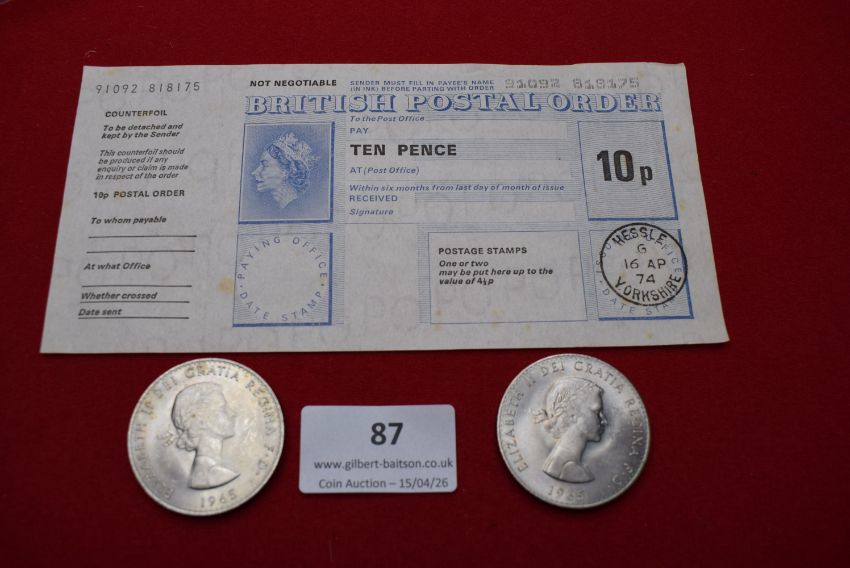 91092 818175
COUNTERFOIL
To be detached and
kept by the Sender
This counterfoil should
be produced if any
enquiry or claim is made
in respect of the order
10p POSTAL ORDER
To whom payable
At what Office
Whether crossed
Date sent
NOT NEGOTIABLE
SENDER MUST FILL IN PAYEE'S NAME
(IN INK) BEFORE PARTING WITH ORDER
91092 818175
BRITISH POSTAL ORDER
To the Post Office
PAY
TEN PENCE
AT (Post Office)
Within six months from last day of month of issue
RECEIVED
Signature
10p
PAYING OFFICE
DATE STAMP
POSTAGE STAMPS
One or two
may be put here up to the
value of 4½p
OFFICE
DATE STAMP
HESSLE
G
16 AP
74
YORKSHIRE
ELIZABETH II DEI GRATIA REGINA F.D.
1965
87
www.gilbert-baitson.co.uk
Coin Auction – 15/04/26
ELIZABETH II DEI GRATIA REGINA F.D.
1965